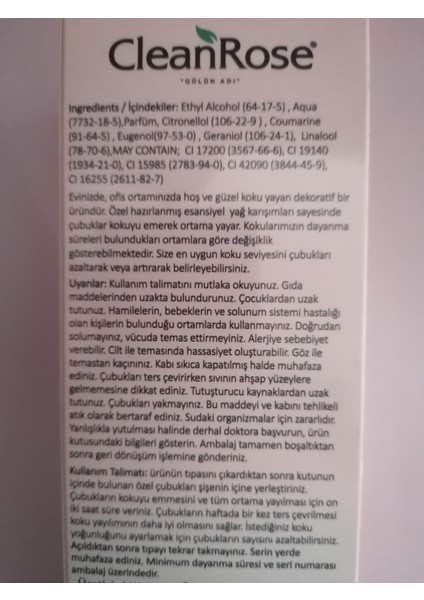 CleanRose®
"GÜLÜN ADI"
Ingredients / İçindekiler: Ethyl Alcohol (64-17-5) , Aqua
(7732-18-5),Parfüm, Citronellol (106-22-9 ) , Coumarine
(91-64-5) , Eugenol(97-53-0) , Geraniol (106-24-1), Linalool
(78-70-6),MAY CONTAIN; CI 17200 (3567-66-6), CI 19140
(1934-21-0), CI 15985 (2783-94-0), CI 42090 (3844-45-9),
CI 16255 (2611-82-7)
Evinizde, ofis ortamınızda hoş ve güzel koku yayan dekoratif bir
üründür. Özel hazırlanmış esansiyel yağ karışımları sayesinde
çubuklar kokuyu emerek ortama yayar. Kokularımızın dayanma
süreleri bulundukları ortamlara göre değişiklik
gösterebilmektedir. Size en uygun koku seviyesini çubukları
azaltarak veya artırarak belirleyebilirsiniz.
Uyarılar: Kullanım talimatını mutlaka okuyunuz. Gıda
maddelerinden uzakta bulundurunuz. Çocuklardan uzak
tutunuz. Hamilelerin, bebeklerin ve solunum sistemi hastalığı
olan kişilerin bulunduğu ortamlarda kullanmayınız. Doğrudan
solumayınız, vücuda temas ettirmeyiniz. Alerjiye sebebiyet
verebilir. Cilt ile temasında hassasiyet oluşturabilir. Göz ile
temastan kaçınınız. Kabı sıkıca kapatılmış halde muhafaza
ediniz. Çubukları ters çevirirken sıvının ahşap yüzeylere
gelmemesine dikkat ediniz. Tutuşturucu kaynaklardan uzak
tutunuz. Çubukları yakmayınız. Bu maddeyi ve kabını tehlikeli
atık olarak bertaraf ediniz. Sudaki organizmalar için zararlıdır.
Yanlışlıkla yutulması halinde derhal doktora başvurun, ürün
kutusundaki bilgileri gösterin. Ambalaj tamamen boşaltıktan
sonra geri dönüşüm işlemine gönderiniz.
Kullanım Talimatı: ürünün tıpasını çıkardıktan sonra kutunun
içinde bulunan özel çubukları şişenin içine yerleştiriniz.
Çubukların kokuyu emmesini ve tüm ortama yayılması için on
iki saat süre veriniz. Çubukların haftada bir kez ters çevrilmesi
koku yayılımının daha iyi olmasını sağlar. İstediğiniz koku
yoğunluğunu ayarlamak için çubukların sayısını azaltabilirsiniz.
Açıldıktan sonra tıpayı tekrar takmayınız. Serin yerde
muhafaza ediniz. Minimum dayanma süresi ve seri numarası
ambalaj üzerindedir.